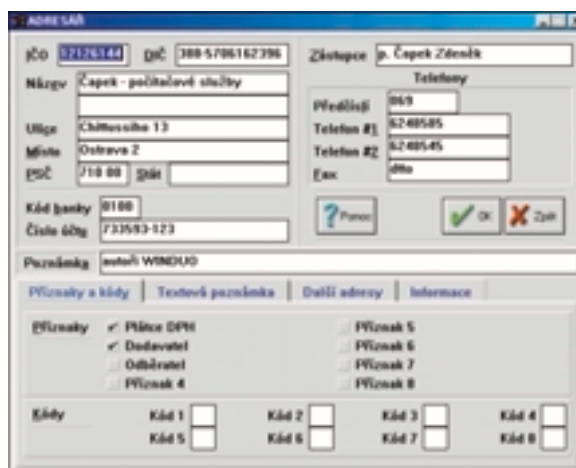 ADRESÁŘ
IČO 12126144 DIČ 388-5706162396
Název Čapek - počítačové služby
Ulice Chittussiho 13
Místo Ostrava 2
PSČ 710 00 Stát
Kód banky 0100
Číslo účtu 733593-123
Zástupce p. Čapek Zdeněk
Telefony
Předčíslí 069
Telefon #1 6240505
Telefon #2 6240545
Fax dtto
Pomoc OK Zpět
Poznámka autoři WINDUO
Příznaky a kódy Textová poznámka Další adresy Informace
Příznaky Plátce DPH Příznak 5
Dodavatel Příznak 6
Odběratel Příznak 7
Příznak 4 Příznak 8
Kódy Kód 1 Kód 2 Kód 3 Kód 4
Kód 5 Kód 6 Kód 7 Kód 8